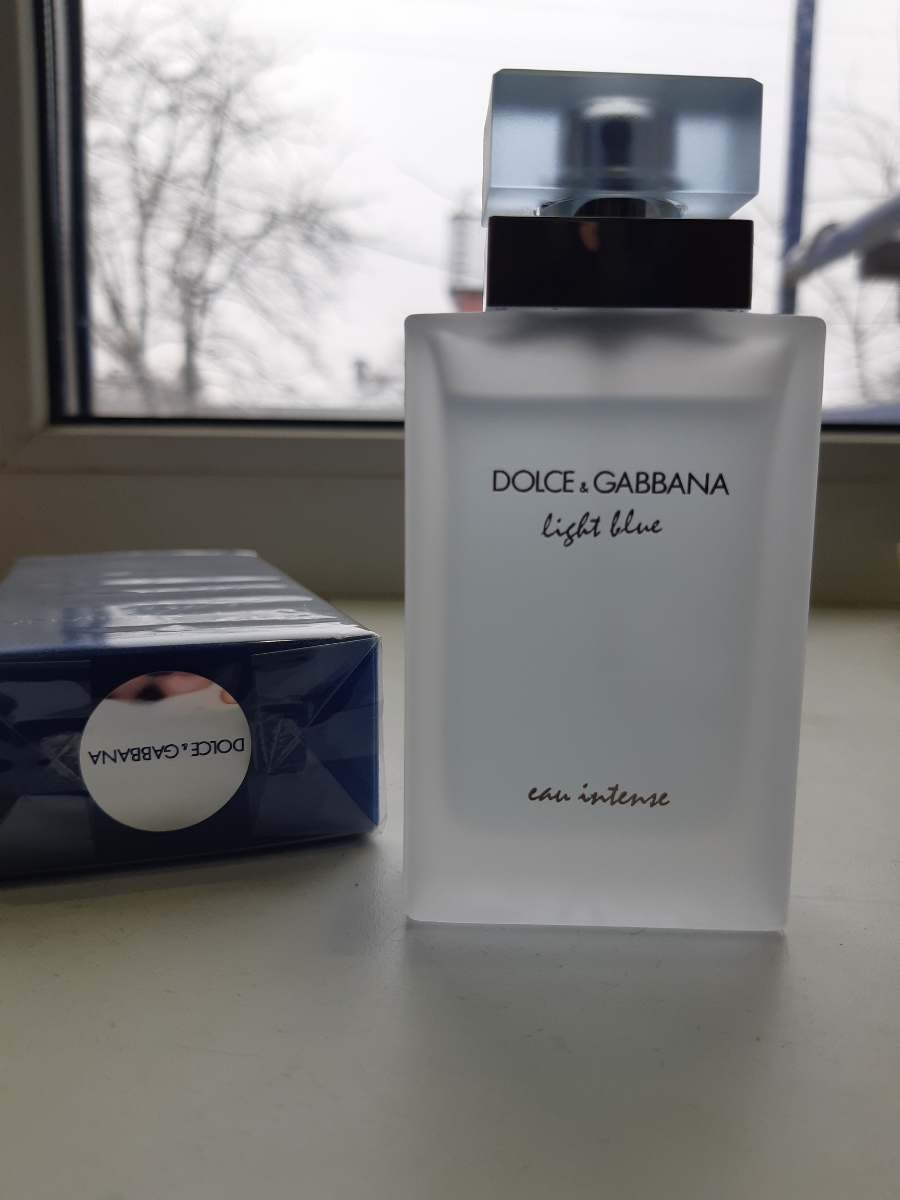 DOLCE & GABBANA
light blue
eau intense
DOLCE & GABBANA